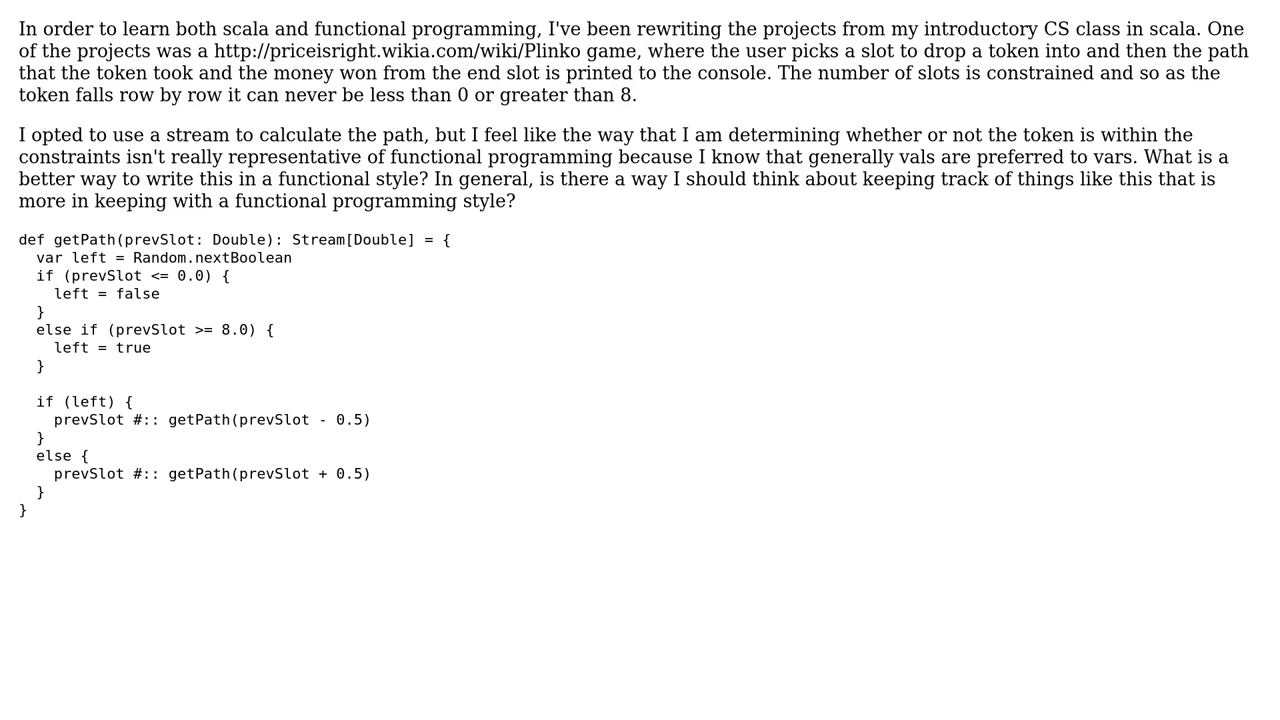 In order to learn both scala and functional programming, I've been rewriting the projects from my introductory CS class in scala. One
of the projects was a http://priceisright.wikia.com/wiki/Plinko game, where the user picks a slot to drop a token into and then the path
that the token took and the money won from the end slot is printed to the console. The number of slots is constrained and so as the
token falls row by row it can never be less than 0 or greater than 8.
I opted to use a stream to calculate the path, but I feel like the way that I am determining whether or not the token is within the
constraints isn't really representative of functional programming because I know that generally vals are preferred to vars. What is a
better way to write this in a functional style? In general, is there a way I should think about keeping track of things like this that is
more in keeping with a functional programming style?
def getPath(prevSlot: Double): Stream[Double] = {
  var left = Random.nextBoolean
  if (prevSlot <= 0.0) {
    left = false
  }
  else if (prevSlot >= 8.0) {
    left = true
  }
  if (left) {
    prevSlot #:: getPath(prevSlot - 0.5)
  }
  else {
    prevSlot #:: getPath(prevSlot + 0.5)
  }
}